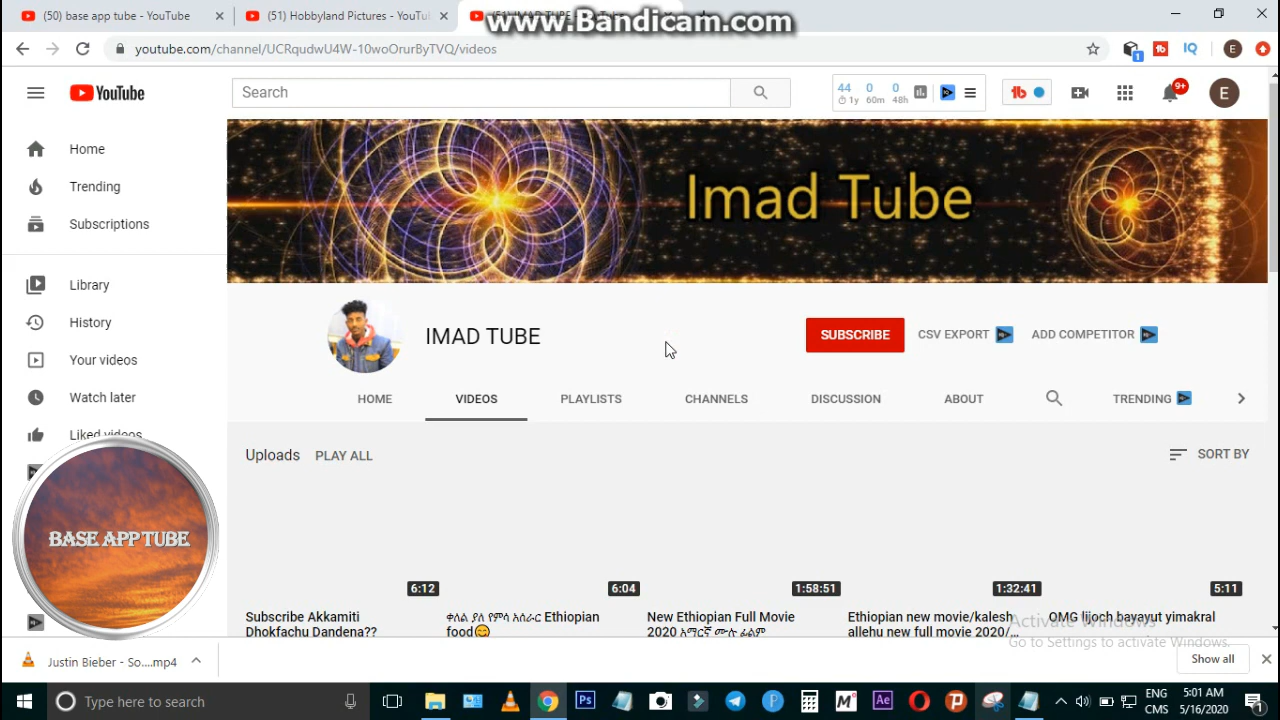 (50) base app tube - YouTube
(51) Hobbyland Pictures - YouTu
www.Bandicam.com
youtube.com/channel/UCRqudwU4W-10woOrurByTVQ/videos
YouTube
Search
44 0 0
1y 60m 48h
tb
IQ
E
9+
E
Home
Trending
Subscriptions
Library
History
Your videos
Watch later
Liked videos
Imad Tube
IMAD TUBE
SUBSCRIBE
CSV EXPORT
ADD COMPETITOR
HOME
VIDEOS
PLAYLISTS
CHANNELS
DISCUSSION
ABOUT
TRENDING
Uploads
PLAY ALL
SORT BY
BASE APP TUBE
6:12
6:04
1:58:51
1:32:41
5:11
Subscribe Akkamiti
Dhokfachu Dandena??
ቀለል ያለ የምሳ አሰራር Ethiopian
food
New Ethiopian Full Movie
2020 አማርኛ ሙሉ ፊልም
Ethiopian new movie/kalesh
allehu new full movie 2020/...
OMG lijoch bayayut yimakral
Activate Windows
Go to Settings to activate Windows.
Justin Bieber - So....mp4
Show all
Type here to search
ENG
CMS
5:01 AM
5/16/2020
1